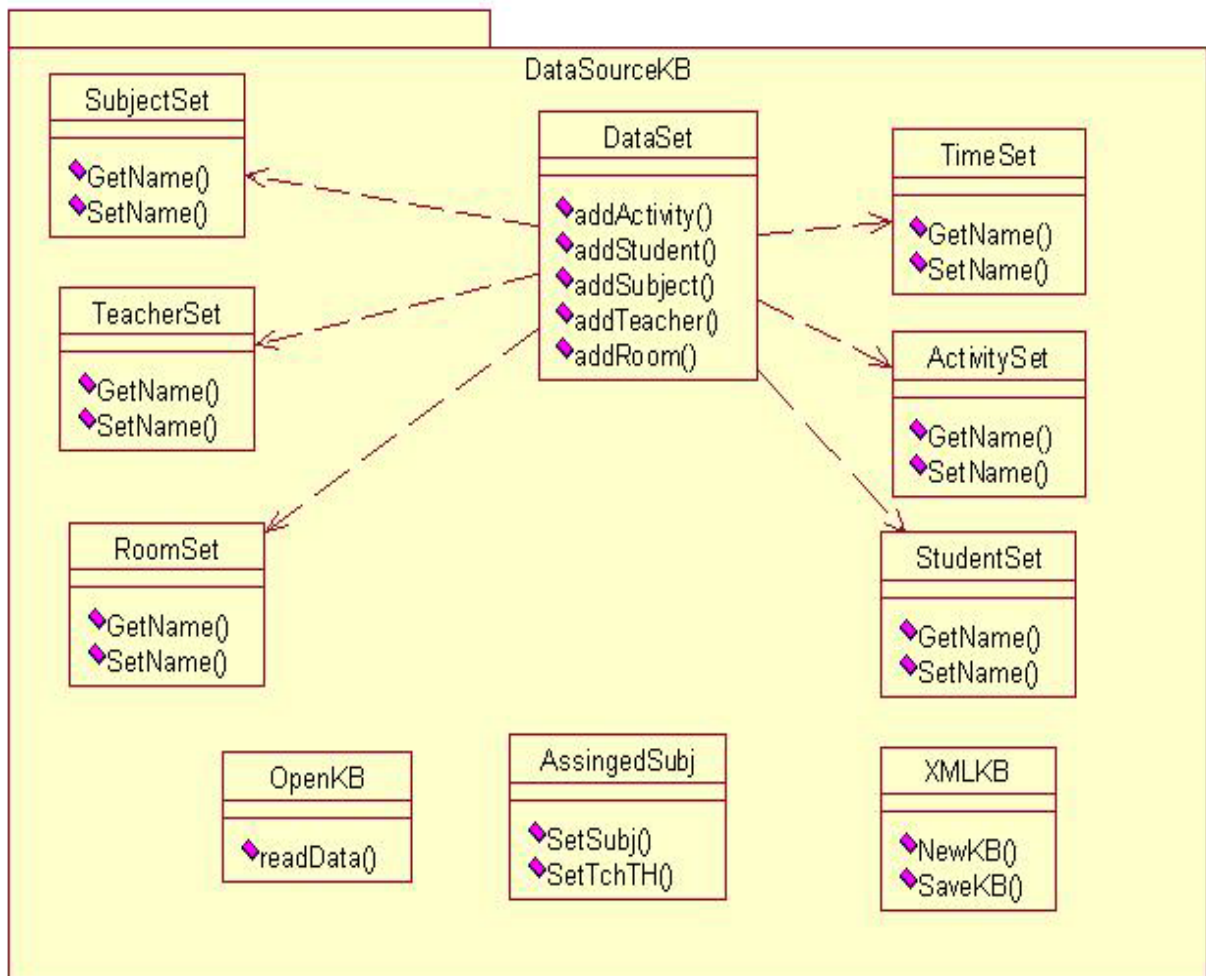 DataSourceKB
SubjectSet
GetName()
SetName()
DataSet
addActivity()
addStudent()
addSubject()
addTeacher()
addRoom()
TimeSet
GetName()
SetName()
TeacherSet
GetName()
SetName()
ActivitySet
GetName()
SetName()
RoomSet
GetName()
SetName()
StudentSet
GetName()
SetName()
OpenKB
readData()
AssingedSubj
SetSubj()
SetTchTH()
XMLKB
NewKB()
SaveKB()